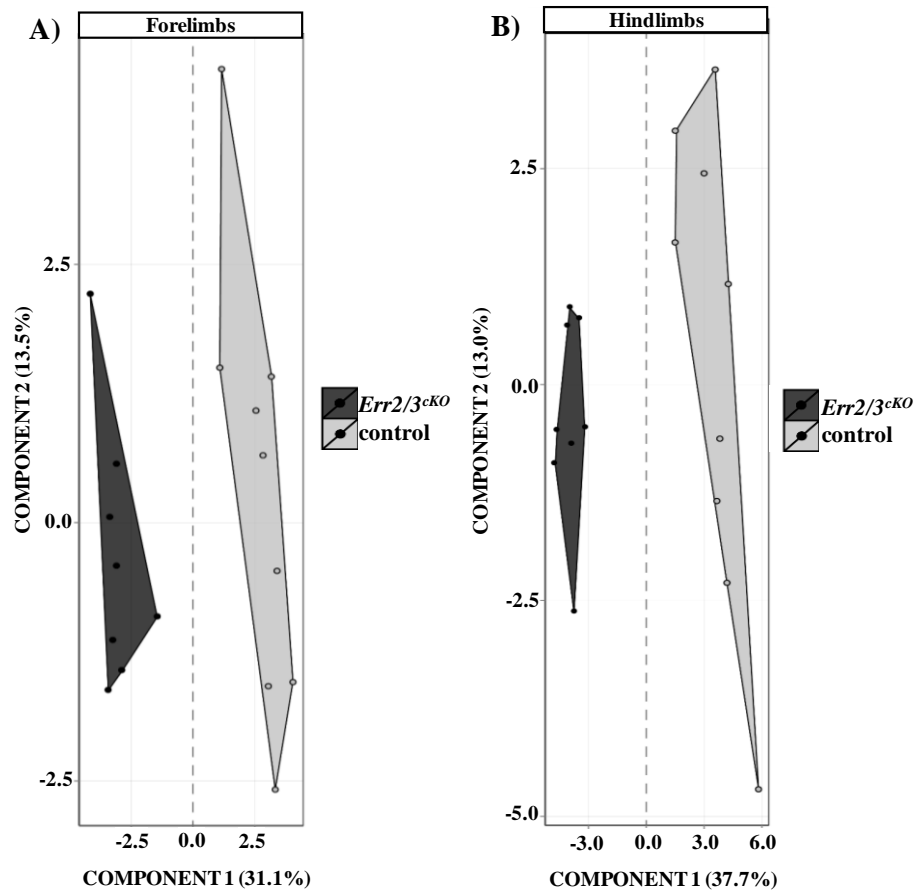 A)
Forelimbs
2.5
0.0
-2.5
COMPONENT 2 (13.5%)
-2.5 0.0 2.5
COMPONENT 1 (31.1%)
Err2/3cKO
control
B)
Hindlimbs
2.5
0.0
-2.5
-5.0
COMPONENT 2 (13.0%)
-3.0 0.0 3.0 6.0
COMPONENT 1 (37.7%)
Err2/3cKO
control